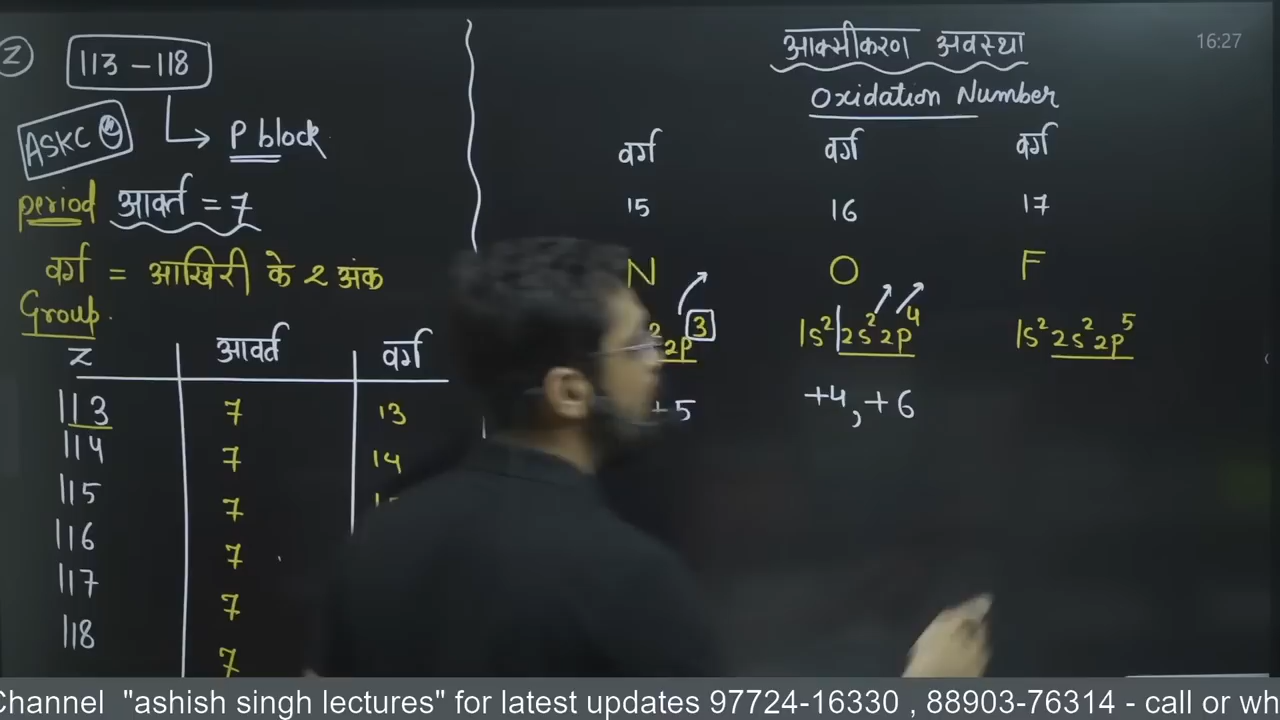 Z 113 - 118
ASKC
P block
period आवर्त = 7
वर्ग = आखिरी के 2 अंक
Group.
Z आवर्त वर्ग
113 7 13
114 7 14
115 7
116 7
117 7
118 7
16:27
आक्सीकरण अवस्था
Oxidation Number
वर्ग वर्ग वर्ग
15 16 17
N O F
2p3 1s2 2s2 2p4 1s2 2s2 2p5
+5 +4, +6
Channel "ashish singh lectures" for latest updates 97724-16330 , 88903-76314 - call or wh